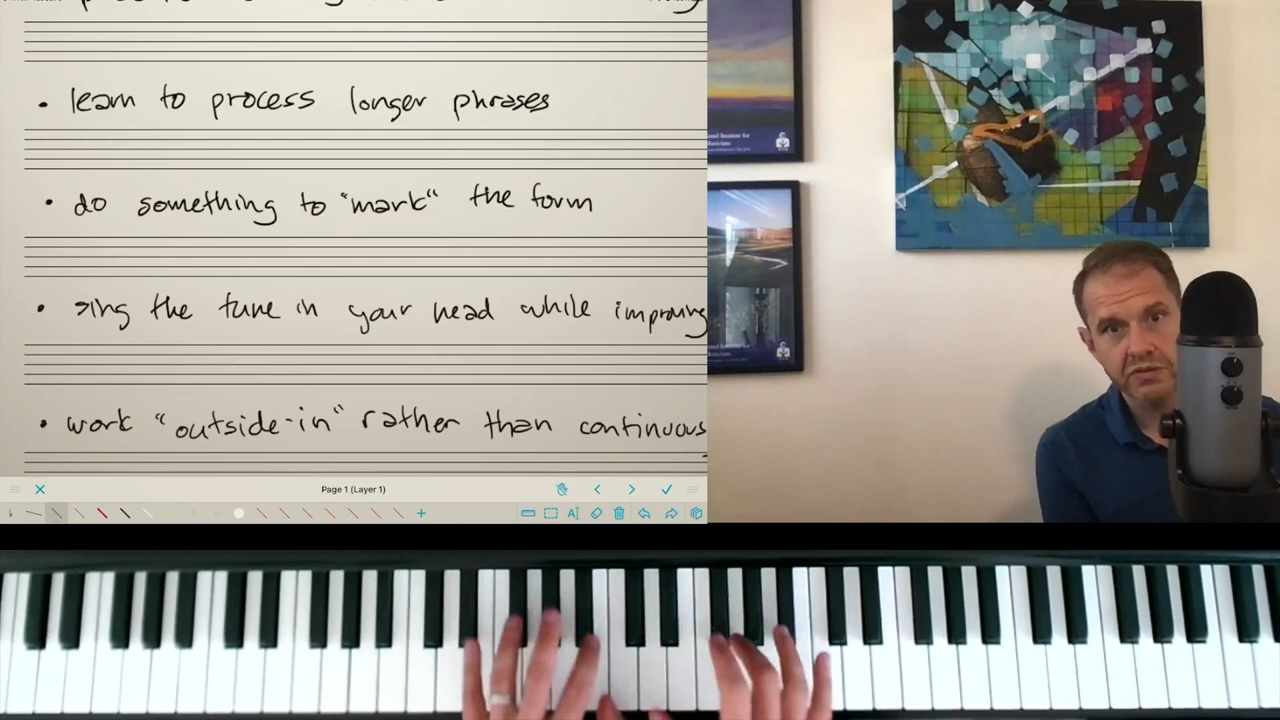 • learn to process longer phrases
• do something to "mark" the form
• sing the tune in your head while improving
• work "outside-in" rather than continuous
Page 1 (Layer 1)